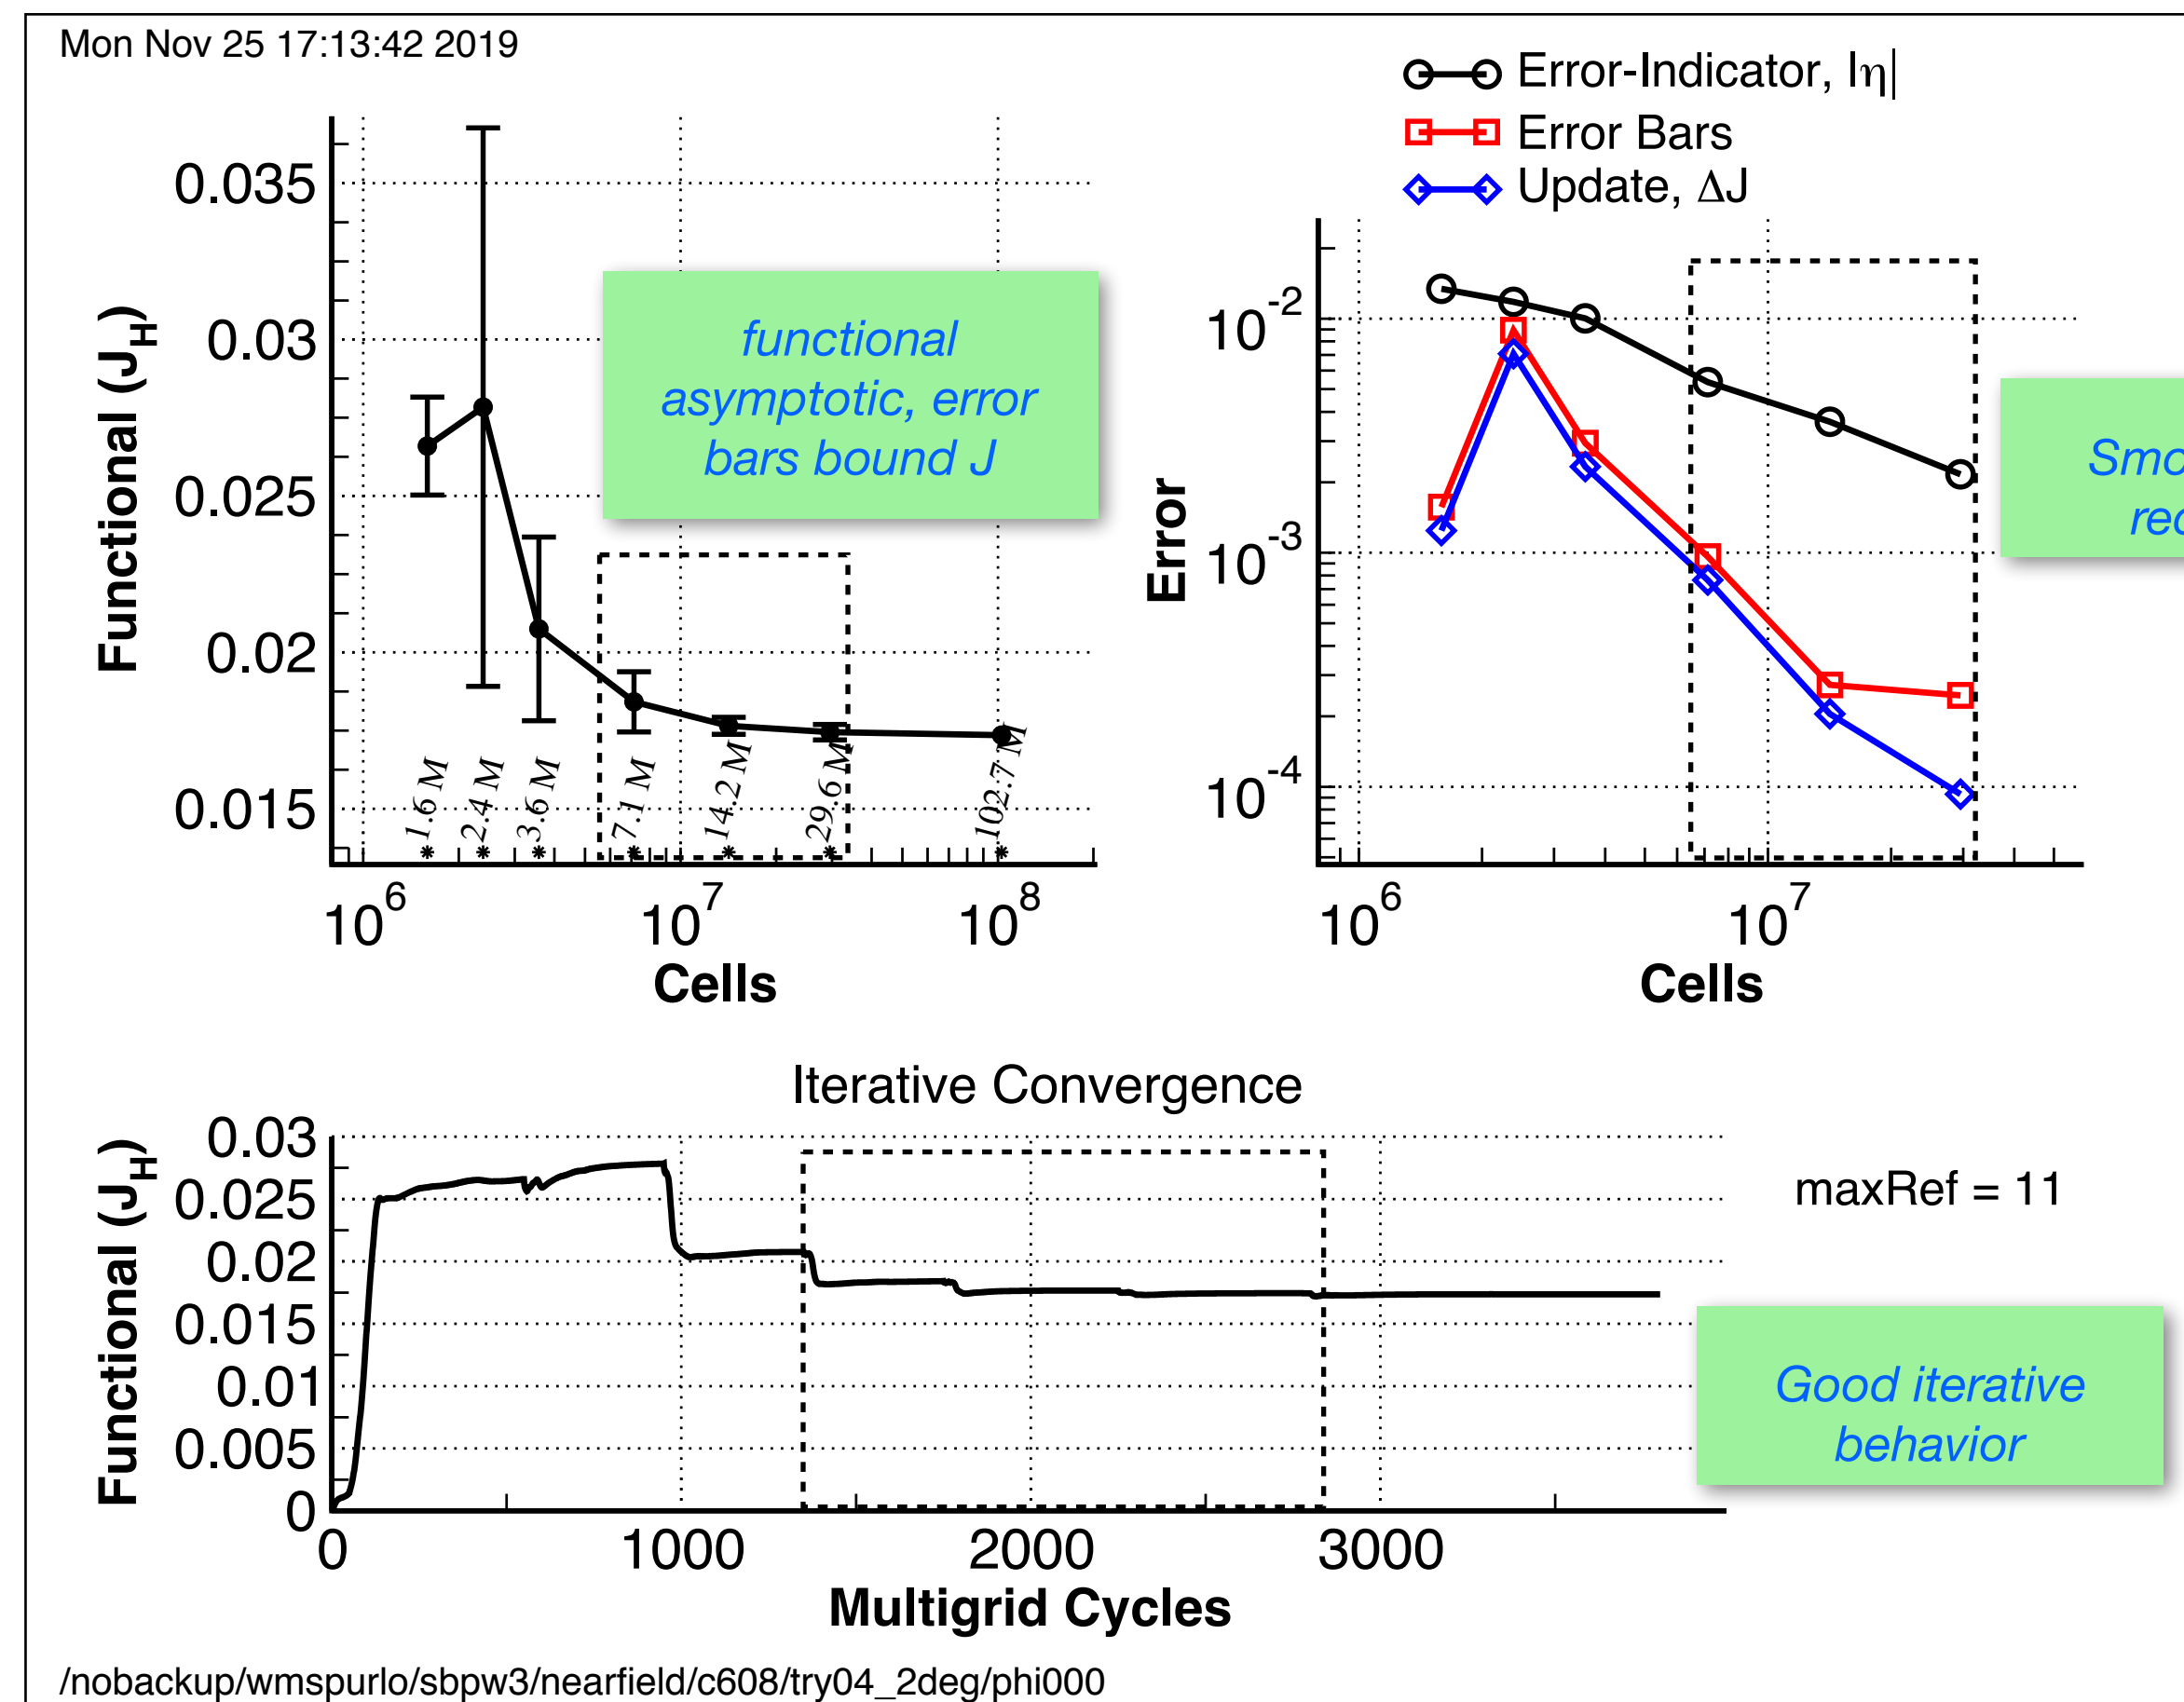 Mon Nov 25 17:13:42 2019
Error-Indicator, Iη|
Error Bars
Update, ΔJ
Functional (J_H)
0.035
0.03
0.025
0.02
0.015
functional
asymptotic, error
bars bound J
1.6 M
2.4 M
3.6 M
7.1 M
14.2 M
29.6 M
102.7 M
10^6
10^7
10^8
Cells
Error
10^-2
10^-3
10^-4
10^6
10^7
Cells
Iterative Convergence
Functional (J_H)
0.03
0.025
0.02
0.015
0.01
0.005
0
0
1000
2000
3000
Multigrid Cycles
maxRef = 11
Good iterative
behavior
/nobackup/wmspurlo/sbpw3/nearfield/c608/try04_2deg/phi000